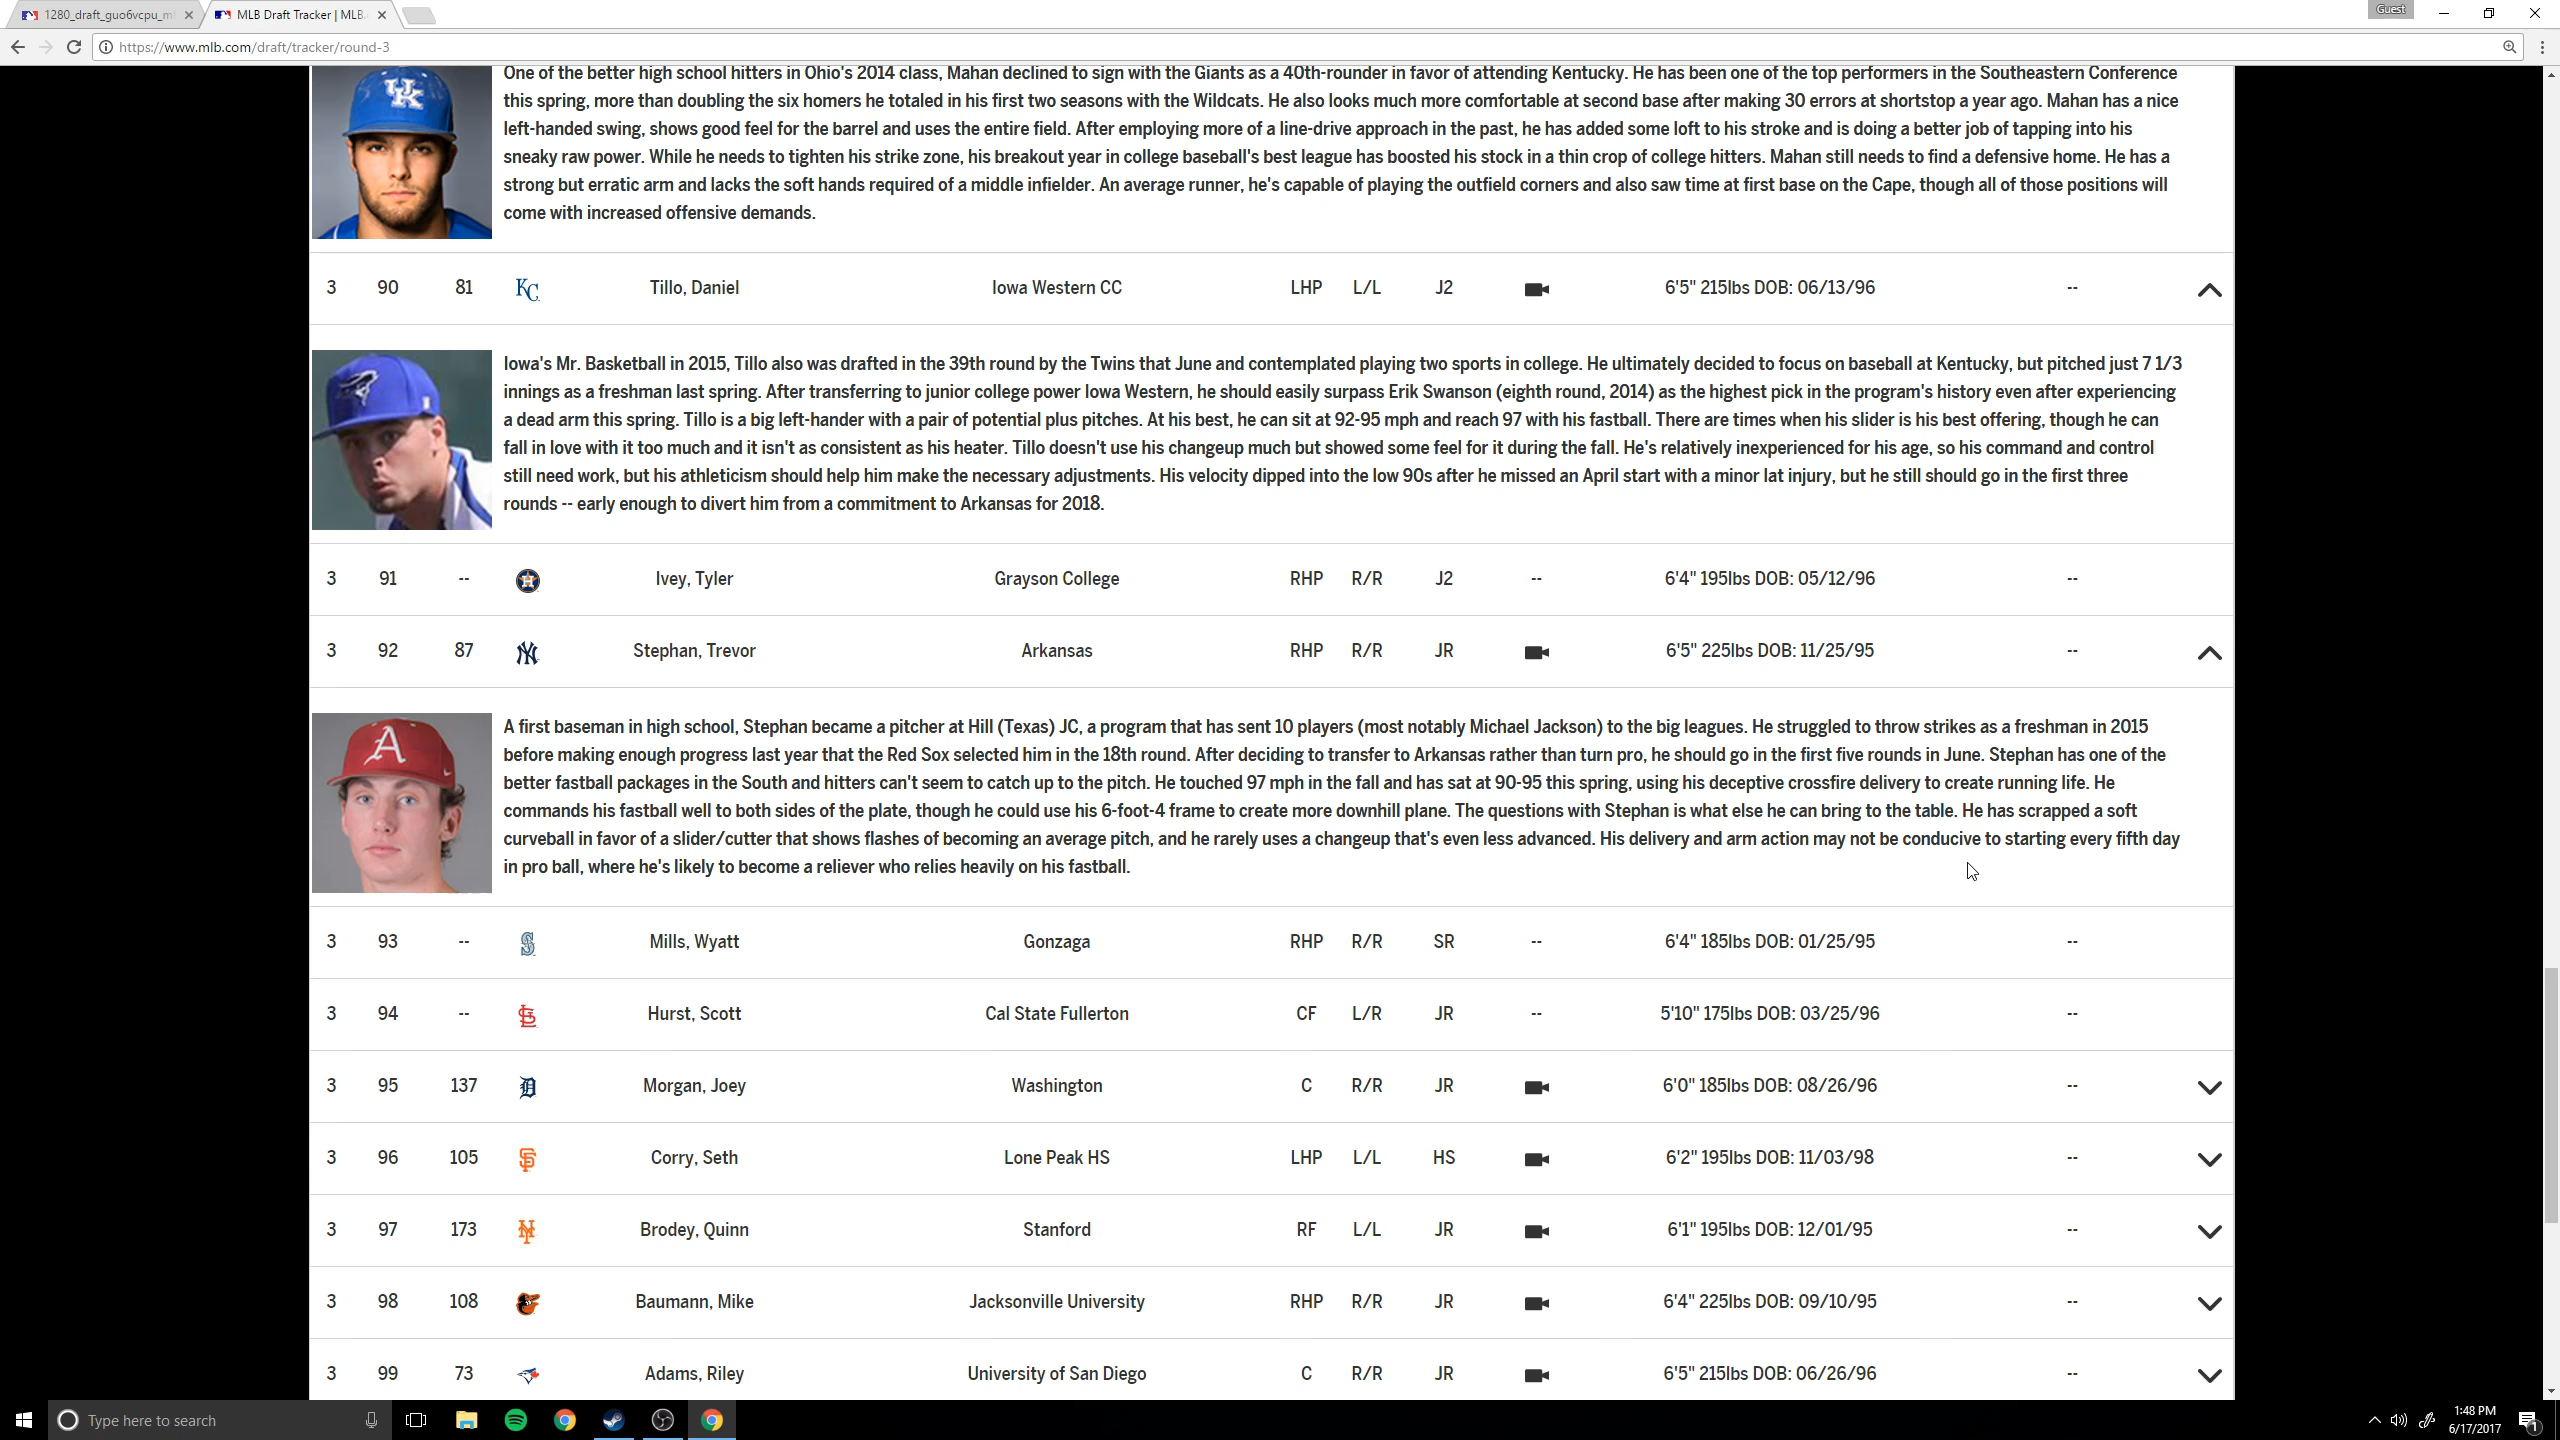 1280_draft_guo6vcpu_m
MLB Draft Tracker | MLB.
Guest
https://www.mlb.com/draft/tracker/round-3
One of the better high school hitters in Ohio's 2014 class, Mahan declined to sign with the Giants as a 40th-rounder in favor of attending Kentucky. He has been one of the top performers in the Southeastern Conference
this spring, more than doubling the six homers he totaled in his first two seasons with the Wildcats. He also looks much more comfortable at second base after making 30 errors at shortstop a year ago. Mahan has a nice
left-handed swing, shows good feel for the barrel and uses the entire field. After employing more of a line-drive approach in the past, he has added some loft to his stroke and is doing a better job of tapping into his
sneaky raw power. While he needs to tighten his strike zone, his breakout year in college baseball's best league has boosted his stock in a thin crop of college hitters. Mahan still needs to find a defensive home. He has a
strong but erratic arm and lacks the soft hands required of a middle infielder. An average runner, he's capable of playing the outfield corners and also saw time at first base on the Cape, though all of those positions will
come with increased offensive demands.
UK
3 90 81 KC Tillo, Daniel Iowa Western CC LHP L/L J2 6'5" 215lbs DOB: 06/13/96 --
Iowa's Mr. Basketball in 2015, Tillo also was drafted in the 39th round by the Twins that June and contemplated playing two sports in college. He ultimately decided to focus on baseball at Kentucky, but pitched just 7 1/3
innings as a freshman last spring. After transferring to junior college power Iowa Western, he should easily surpass Erik Swanson (eighth round, 2014) as the highest pick in the program's history even after experiencing
a dead arm this spring. Tillo is a big left-hander with a pair of potential plus pitches. At his best, he can sit at 92-95 mph and reach 97 with his fastball. There are times when his slider is his best offering, though he can
fall in love with it too much and it isn't as consistent as his heater. Tillo doesn't use his changeup much but showed some feel for it during the fall. He's relatively inexperienced for his age, so his command and control
still need work, but his athleticism should help him make the necessary adjustments. His velocity dipped into the low 90s after he missed an April start with a minor lat injury, but he still should go in the first three
rounds -- early enough to divert him from a commitment to Arkansas for 2018.
3 91 -- H Ivey, Tyler Grayson College RHP R/R J2 -- 6'4" 195lbs DOB: 05/12/96 --
3 92 87 NY Stephan, Trevor Arkansas RHP R/R JR 6'5" 225lbs DOB: 11/25/95 --
A first baseman in high school, Stephan became a pitcher at Hill (Texas) JC, a program that has sent 10 players (most notably Michael Jackson) to the big leagues. He struggled to throw strikes as a freshman in 2015
before making enough progress last year that the Red Sox selected him in the 18th round. After deciding to transfer to Arkansas rather than turn pro, he should go in the first five rounds in June. Stephan has one of the
better fastball packages in the South and hitters can't seem to catch up to the pitch. He touched 97 mph in the fall and has sat at 90-95 this spring, using his deceptive crossfire delivery to create running life. He
commands his fastball well to both sides of the plate, though he could use his 6-foot-4 frame to create more downhill plane. The questions with Stephan is what else he can bring to the table. He has scrapped a soft
curveball in favor of a slider/cutter that shows flashes of becoming an average pitch, and he rarely uses a changeup that's even less advanced. His delivery and arm action may not be conducive to starting every fifth day
in pro ball, where he's likely to become a reliever who relies heavily on his fastball.
A
3 93 -- S Mills, Wyatt Gonzaga RHP R/R SR -- 6'4" 185lbs DOB: 01/25/95 --
3 94 -- STL Hurst, Scott Cal State Fullerton CF L/R JR -- 5'10" 175lbs DOB: 03/25/96 --
3 95 137 D Morgan, Joey Washington C R/R JR 6'0" 185lbs DOB: 08/26/96 --
3 96 105 SF Corry, Seth Lone Peak HS LHP L/L HS 6'2" 195lbs DOB: 11/03/98 --
3 97 173 NY Brodey, Quinn Stanford RF L/L JR 6'1" 195lbs DOB: 12/01/95 --
3 98 108 Baumann, Mike Jacksonville University RHP R/R JR 6'4" 225lbs DOB: 09/10/95 --
3 99 73 Adams, Riley University of San Diego C R/R JR 6'5" 215lbs DOB: 06/26/96 --
Type here to search
1:48 PM
6/17/2017
1